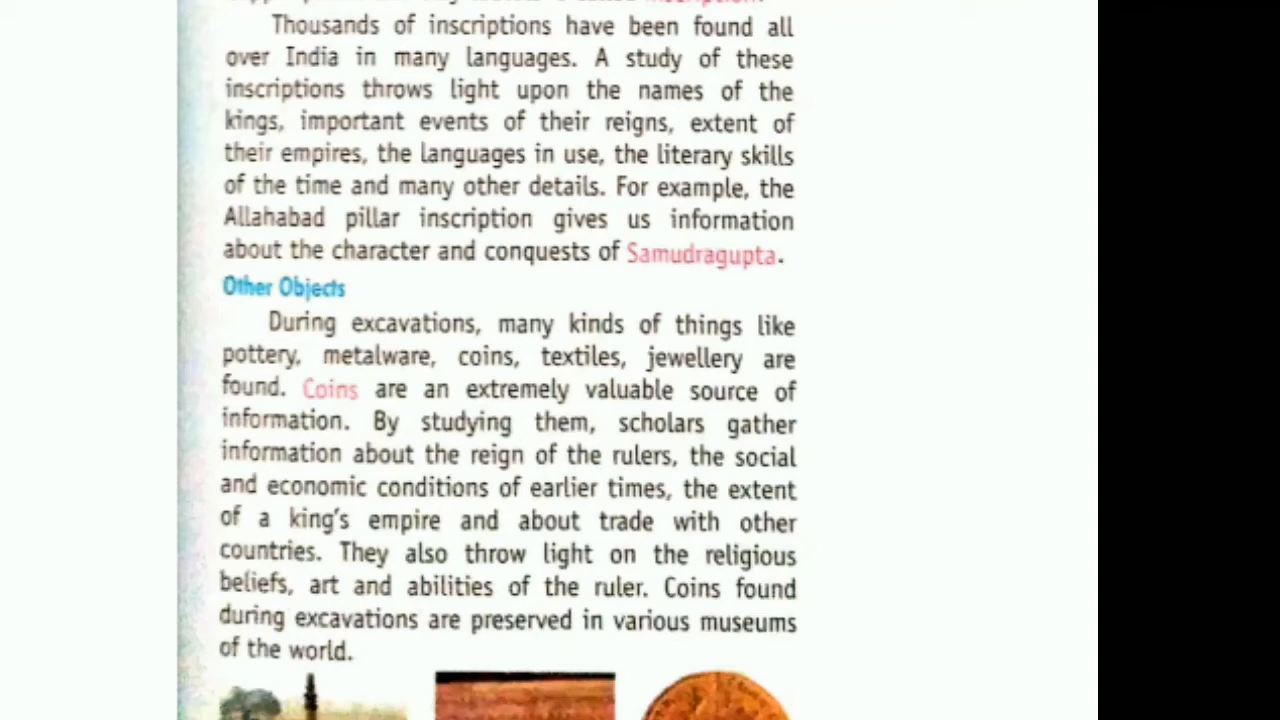 inscription.
Thousands of inscriptions have been found all
over India in many languages. A study of these
inscriptions throws light upon the names of the
kings, important events of their reigns, extent of
their empires, the languages in use, the literary skills
of the time and many other details. For example, the
Allahabad pillar inscription gives us information
about the character and conquests of Samudragupta.
Other Objects
During excavations, many kinds of things like
pottery, metalware, coins, textiles, jewellery are
found. Coins are an extremely valuable source of
information. By studying them, scholars gather
information about the reign of the rulers, the social
and economic conditions of earlier times, the extent
of a king's empire and about trade with other
countries. They also throw light on the religious
beliefs, art and abilities of the ruler. Coins found
during excavations are preserved in various museums
of the world.